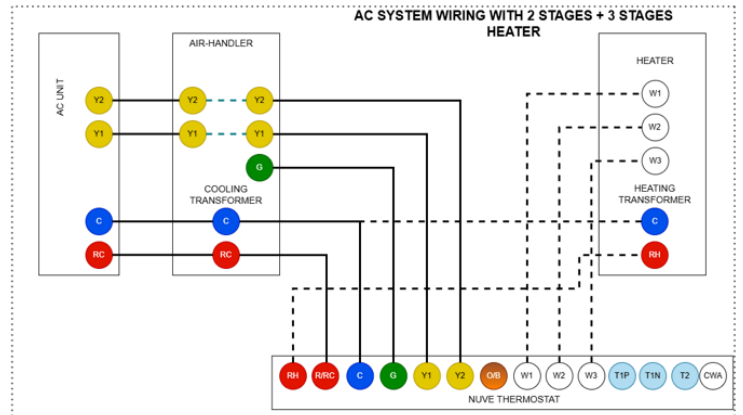 AC SYSTEM WIRING WITH 2 STAGES + 3 STAGES
HEATER
AIR-HANDLER
HEATER
AC UNIT
Y2
Y2
Y2
W1
Y1
Y1
Y1
W2
G
W3
COOLING
TRANSFORMER
HEATING
TRANSFORMER
C
C
C
RC
RC
RH
RH
R/RC
C
G
Y1
Y2
O/B
W1
W2
W3
T1P
T1N
T2
CWA
NUVE THERMOSTAT